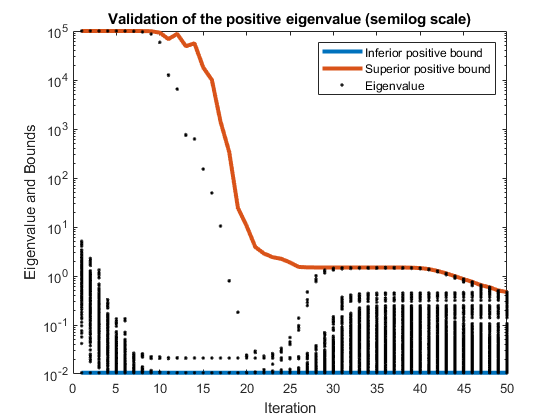 Validation of the positive eigenvalue (semilog scale)
Inferior positive bound
Superior positive bound
Eigenvalue
Eigenvalue and Bounds
10^5
10^4
10^3
10^2
10^1
10^0
10^-1
10^-2
0 5 10 15 20 25 30 35 40 45 50
Iteration